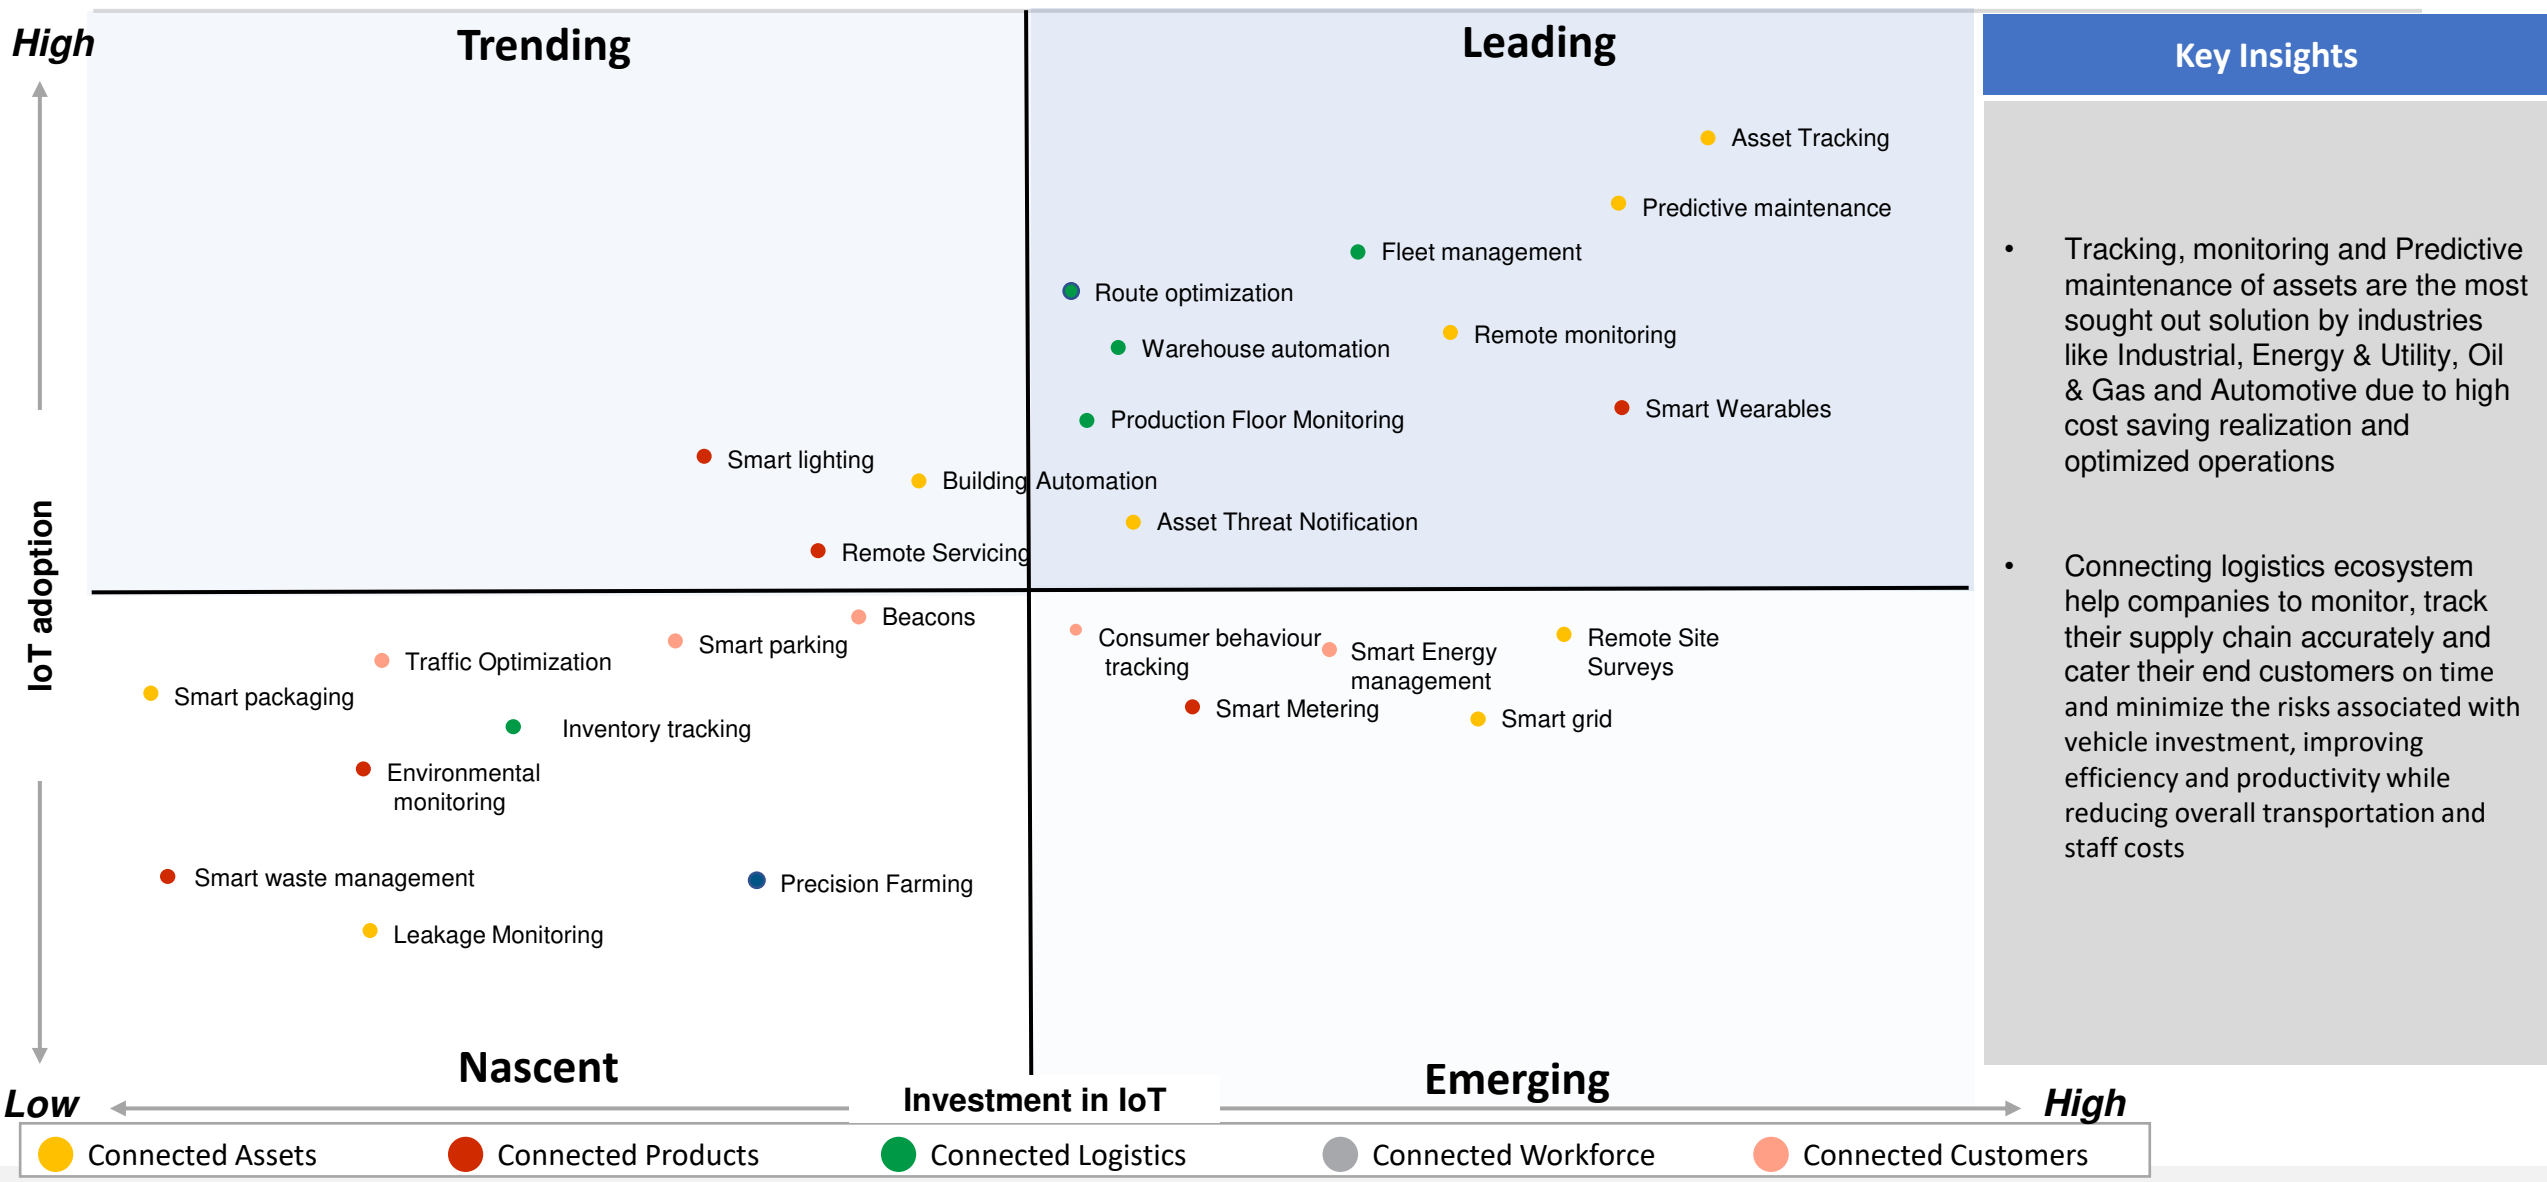 High
Trending
Leading
Key Insights
Asset Tracking
Predictive maintenance
Fleet management
Route optimization
Remote monitoring
Warehouse automation
Smart Wearables
Production Floor Monitoring
Smart lighting
Building Automation
Asset Threat Notification
Remote Servicing
IoT adoption
Beacons
Smart parking
Traffic Optimization
Smart packaging
Inventory tracking
Environmental
monitoring
Smart waste management
Precision Farming
Leakage Monitoring
Consumer behaviour
tracking
Smart Energy
management
Remote Site
Surveys
Smart Metering
Smart grid
• Tracking, monitoring and Predictive
maintenance of assets are the most
sought out solution by industries
like Industrial, Energy & Utility, Oil
& Gas and Automotive due to high
cost saving realization and
optimized operations
• Connecting logistics ecosystem
help companies to monitor, track
their supply chain accurately and
cater their end customers on time
and minimize the risks associated with
vehicle investment, improving
efficiency and productivity while
reducing overall transportation and
staff costs
Nascent
Emerging
Low
Investment in IoT
High
Connected Assets
Connected Products
Connected Logistics
Connected Workforce
Connected Customers